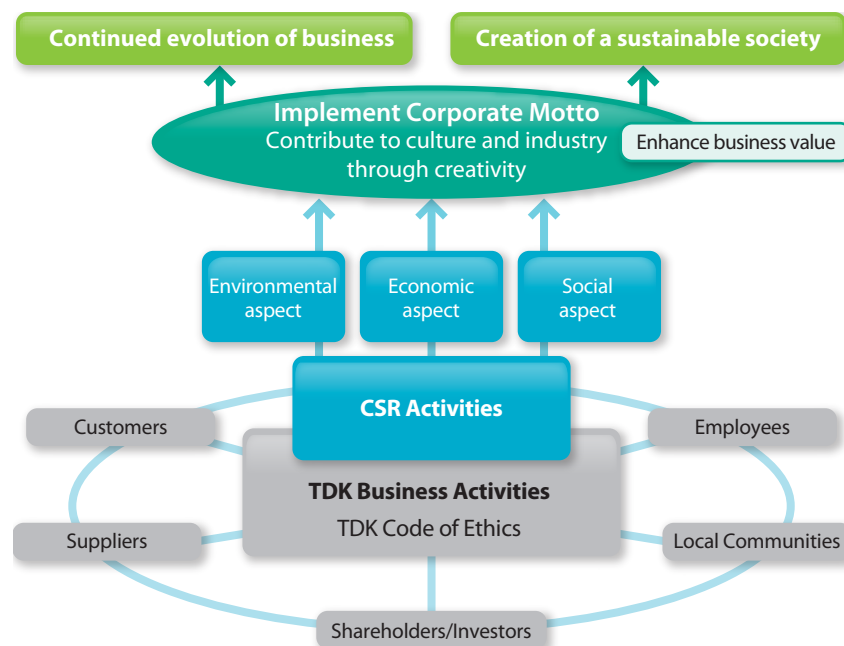 Continued evolution of business
Creation of a sustainable society
Implement Corporate Motto
Contribute to culture and industry
through creativity
Enhance business value
Environmental
aspect
Economic
aspect
Social
aspect
CSR Activities
Customers
Employees
TDK Business Activities
TDK Code of Ethics
Suppliers
Local Communities
Shareholders/Investors